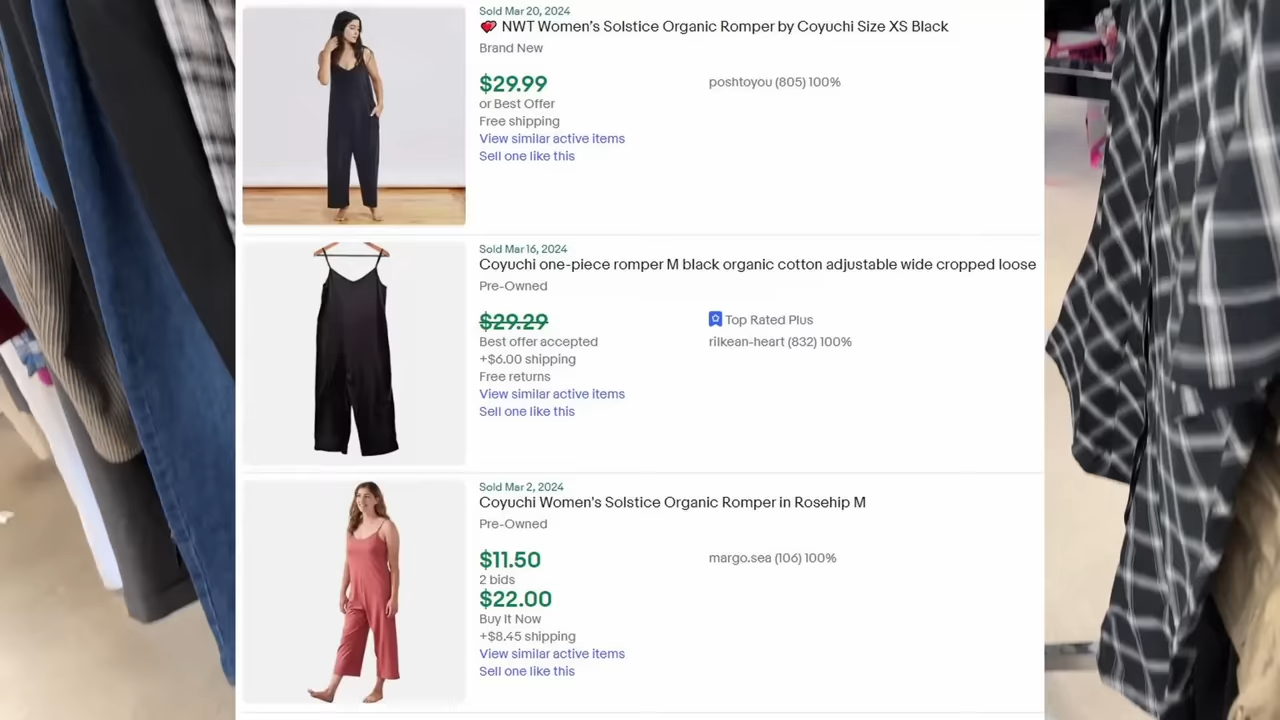 Sold Mar 20, 2024
NWT Women's Solstice Organic Romper by Coyuchi Size XS Black
Brand New
$29.99
poshtoyou (805) 100%
or Best Offer
Free shipping
View similar active items
Sell one like this
Sold Mar 16, 2024
Coyuchi one-piece romper M black organic cotton adjustable wide cropped loose
Pre-Owned
$29.29
Top Rated Plus
Best offer accepted
rilkean-heart (832) 100%
+$6.00 shipping
Free returns
View similar active items
Sell one like this
Sold Mar 2, 2024
Coyuchi Women's Solstice Organic Romper in Rosehip M
Pre-Owned
$11.50
margo.sea (106) 100%
2 bids
$22.00
Buy It Now
+$8.45 shipping
View similar active items
Sell one like this